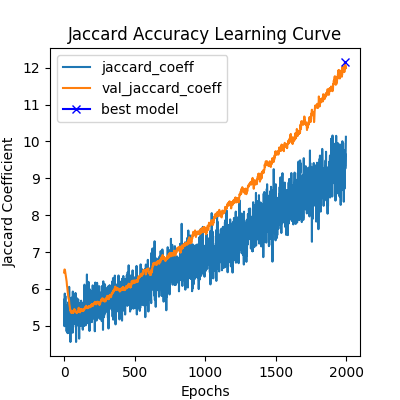 Jaccard Accuracy Learning Curve
jaccard_coeff
val_jaccard_coeff
best model
Jaccard Coefficient
12
11
10
9
8
7
6
5
0
500
1000
1500
2000
Epochs